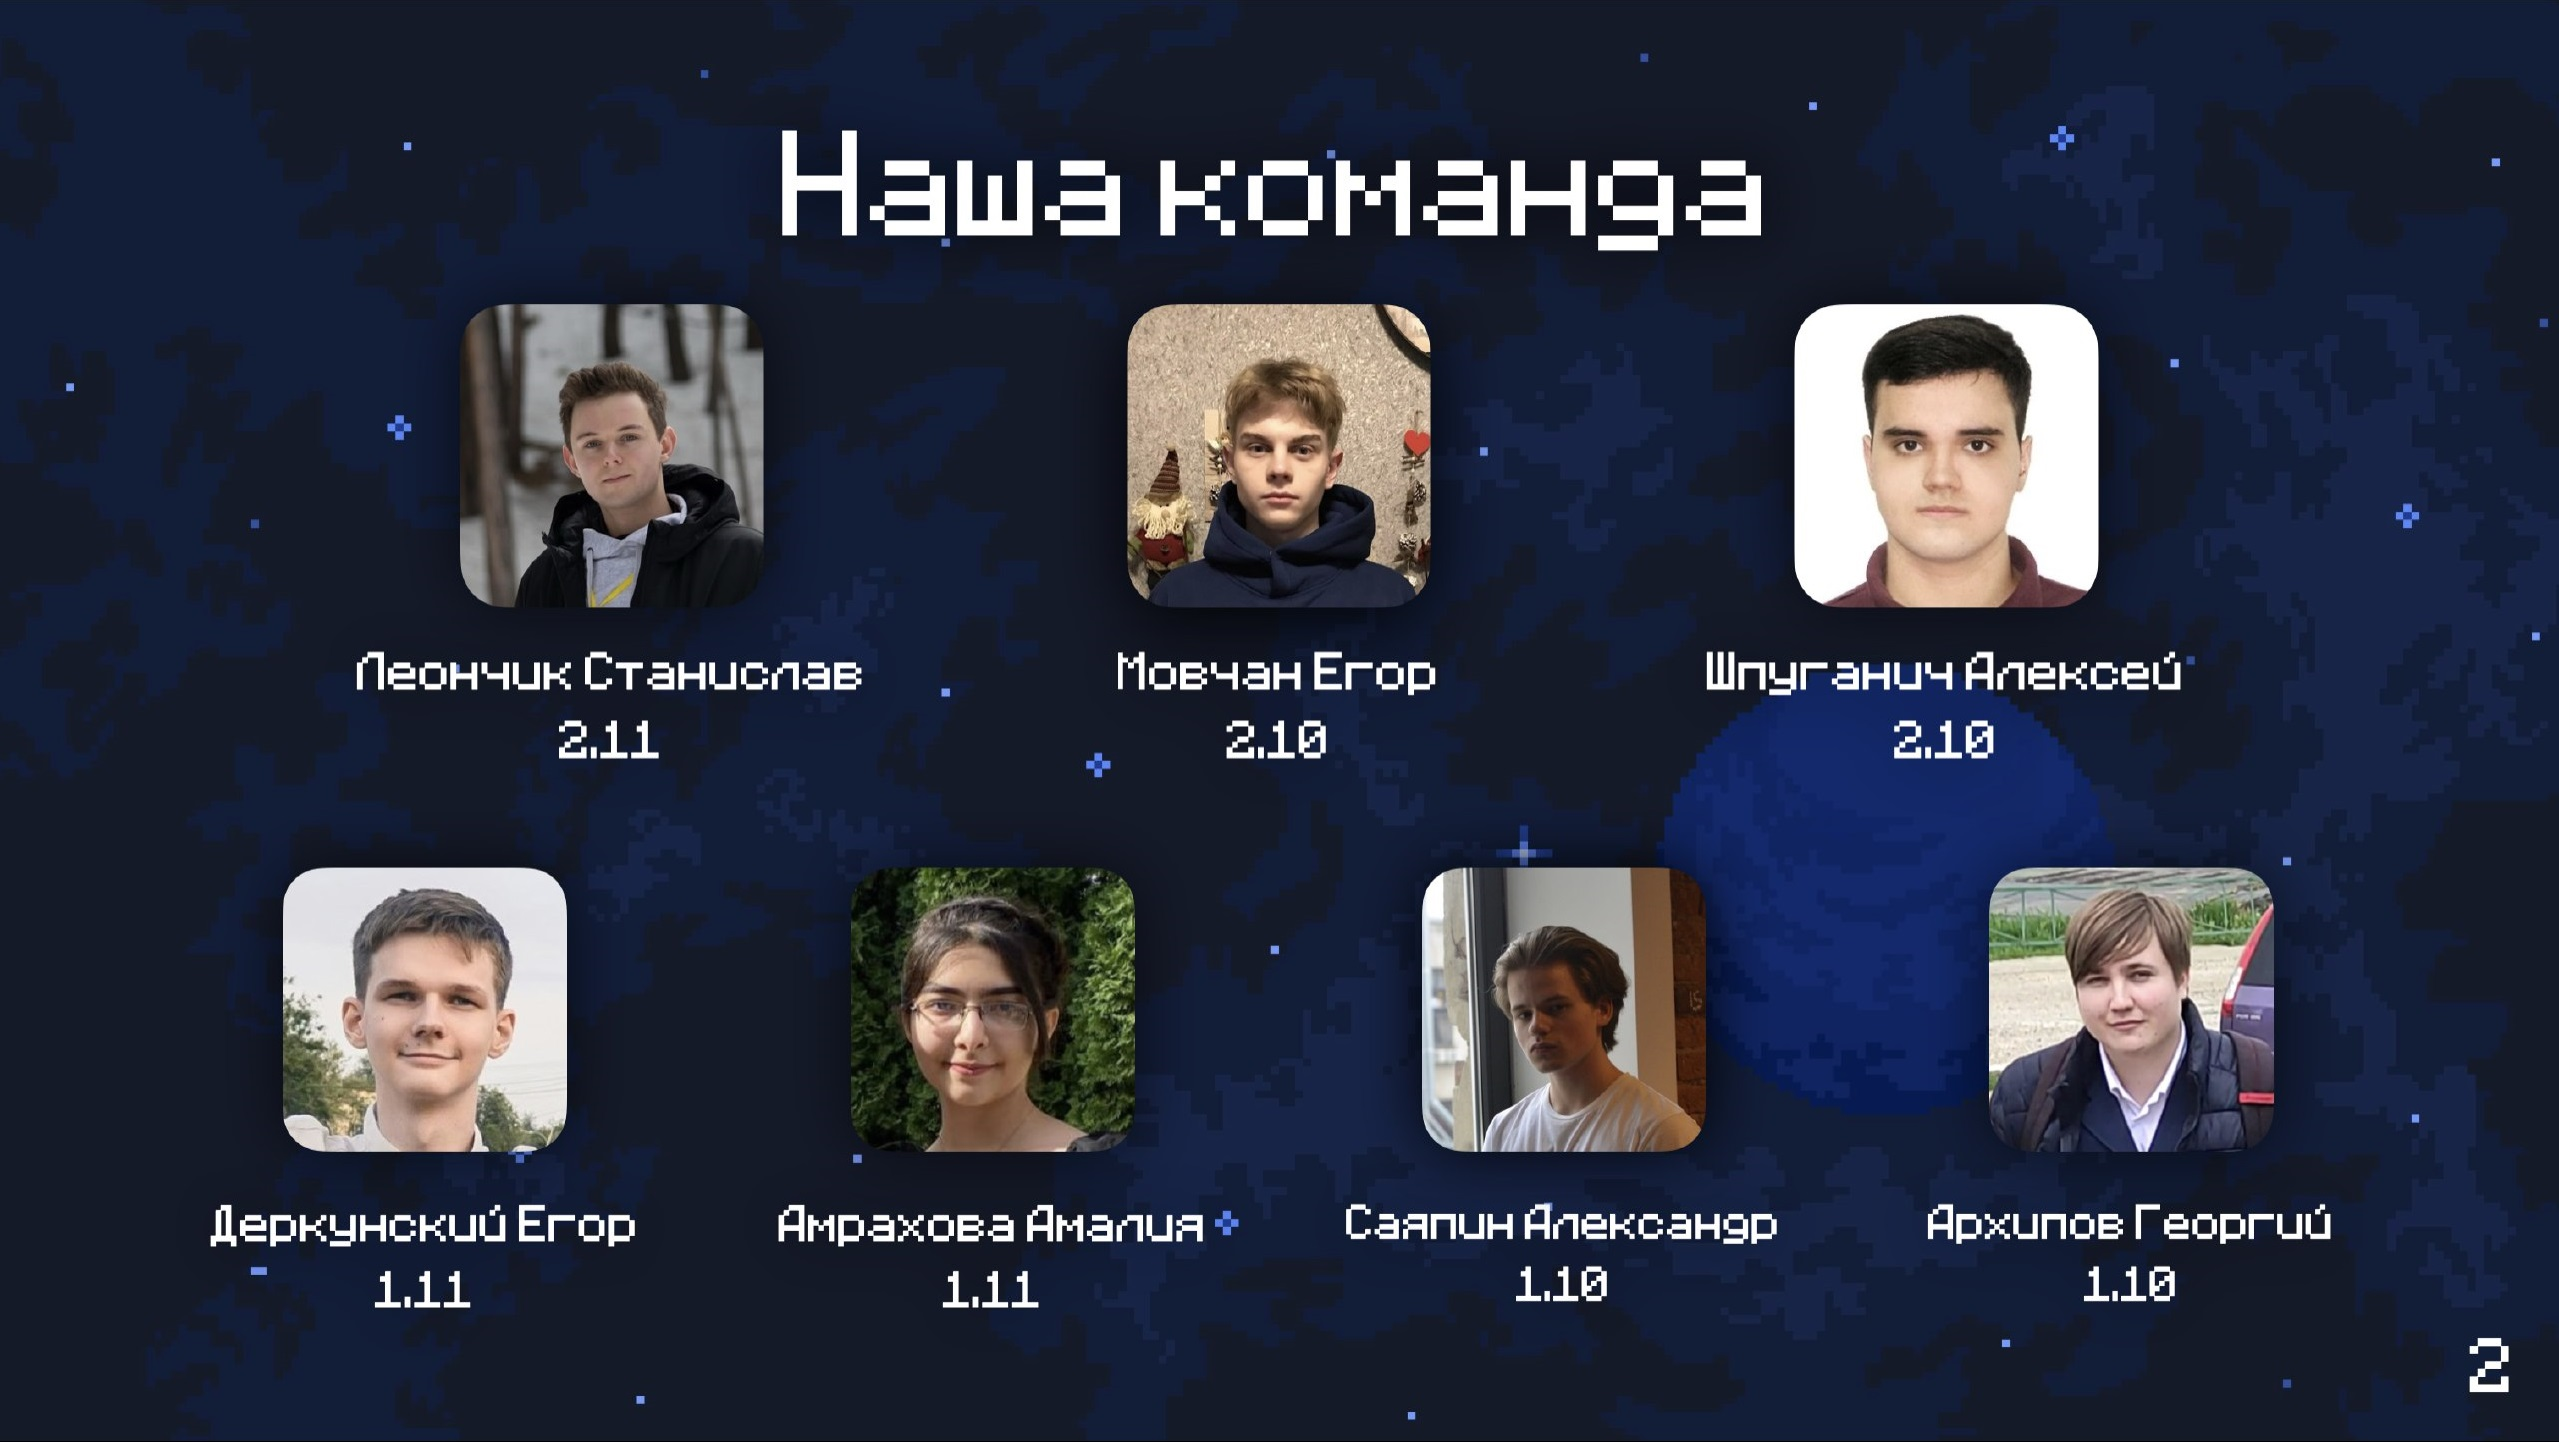 Наша команда
Леончик Станислав
2.11
Мовчан Егор
2.10
Шпуганич Алексей
2.10
Деркунский Егор
1.11
Амрахова Амалия
1.11
Саяпин Александр
1.10
Архипов Георгий
1.10
2